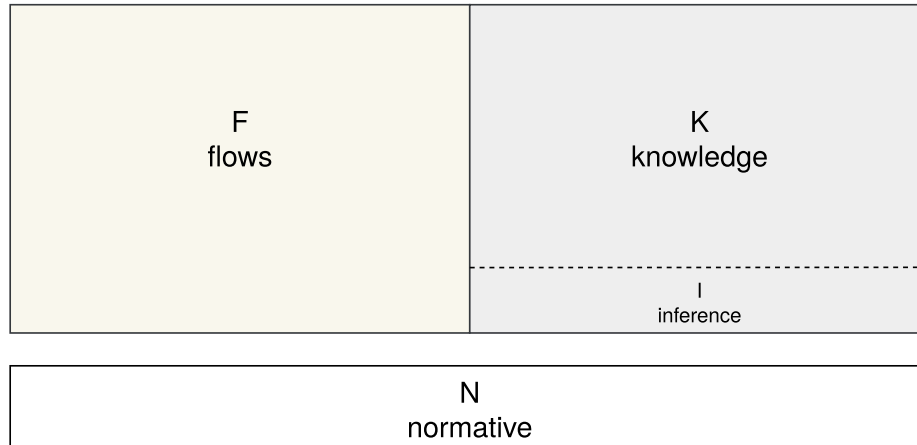 F
flows
K
knowledge
I
inference
N
normative